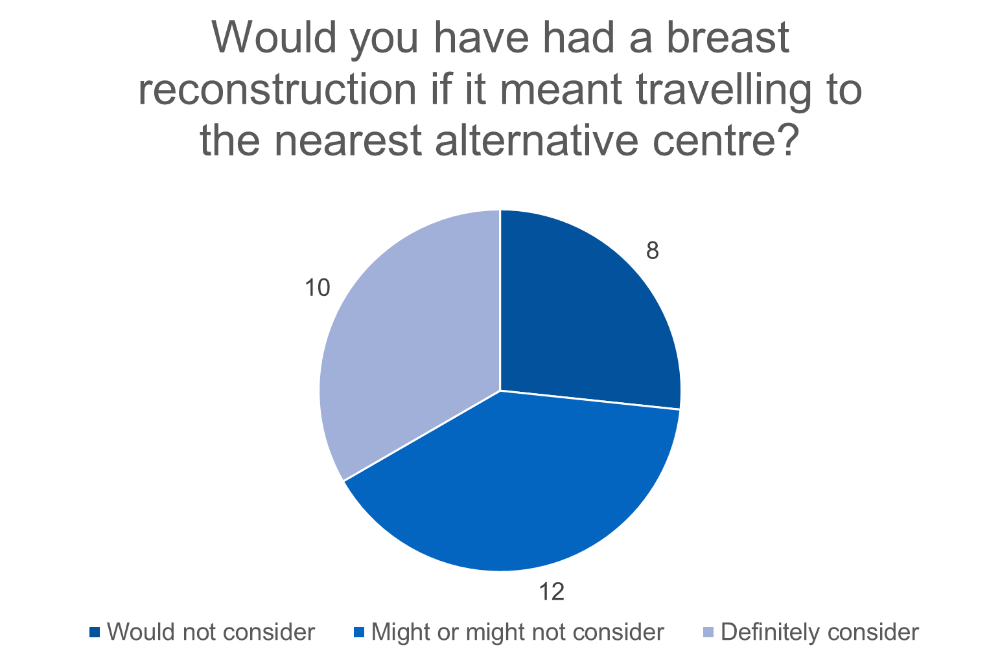 Would you have had a breast
reconstruction if it meant travelling to
the nearest alternative centre?
8
10
12
Would not consider
Might or might not consider
Definitely consider